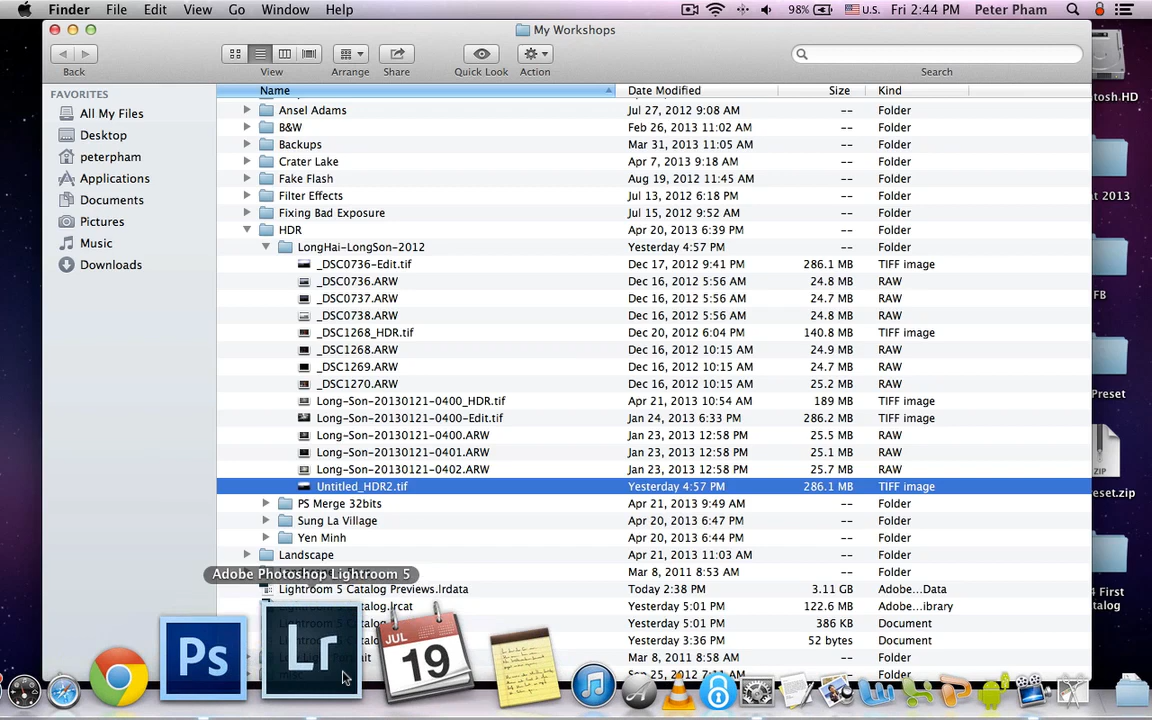 Finder File Edit View Go Window Help 98% U.S. Fri 2:44 PM Peter Pham
My Workshops
Back View Arrange Share Quick Look Action Search
FAVORITES
All My Files
Desktop
peterpham
Applications
Documents
Pictures
Music
Downloads
Name Date Modified Size Kind
Ansel Adams Jul 27, 2012 9:08 AM -- Folder
B&W Feb 26, 2013 11:02 AM -- Folder
Backups Mar 31, 2013 11:05 AM -- Folder
Crater Lake Apr 7, 2013 9:18 AM -- Folder
Fake Flash Aug 19, 2012 11:45 AM -- Folder
Filter Effects Jul 13, 2012 6:18 PM -- Folder
Fixing Bad Exposure Jul 15, 2012 9:52 AM -- Folder
HDR Apr 20, 2013 6:39 PM -- Folder
LongHai-LongSon-2012 Yesterday 4:57 PM -- Folder
_DSC0736-Edit.tif Dec 17, 2012 9:41 PM 286.1 MB TIFF image
_DSC0736.ARW Dec 16, 2012 5:56 AM 24.8 MB RAW
_DSC0737.ARW Dec 16, 2012 5:56 AM 24.7 MB RAW
_DSC0738.ARW Dec 16, 2012 5:56 AM 24.8 MB RAW
_DSC1268_HDR.tif Dec 20, 2012 6:04 PM 140.8 MB TIFF image
_DSC1268.ARW Dec 16, 2012 10:15 AM 24.9 MB RAW
_DSC1269.ARW Dec 16, 2012 10:15 AM 24.7 MB RAW
_DSC1270.ARW Dec 16, 2012 10:15 AM 25.2 MB RAW
Long-Son-20130121-0400_HDR.tif Apr 21, 2013 10:54 AM 189 MB TIFF image
Long-Son-20130121-0400-Edit.tif Jan 24, 2013 6:33 PM 286.2 MB TIFF image
Long-Son-20130121-0400.ARW Jan 23, 2013 12:58 PM 25.5 MB RAW
Long-Son-20130121-0401.ARW Jan 23, 2013 12:58 PM 25.1 MB RAW
Long-Son-20130121-0402.ARW Jan 23, 2013 12:58 PM 25.7 MB RAW
Untitled_HDR2.tif Yesterday 4:57 PM 286.1 MB TIFF image
PS Merge 32bits Apr 21, 2013 9:49 AM -- Folder
Sung La Village Apr 20, 2013 6:47 PM -- Folder
Yen Minh Apr 20, 2013 6:44 PM -- Folder
Landscape Apr 21, 2013 11:03 AM -- Folder
Mar 8, 2011 8:53 AM -- Folder
Adobe Photoshop Lightroom 5
Lightroom 5 Catalog Previews.lrdata Today 2:38 PM 3.11 GB Adobe...Data
Catalog.lrcat Yesterday 5:01 PM 122.6 MB Adobe...ibrary
Yesterday 5:01 PM 386 KB Document
Yesterday 3:36 PM 52 bytes Document
Mar 8, 2011 8:53 AM -- Folder
-- Folder
Ps
Lr
JUL
19
tosh.HD
at 2013
FB
Preset
ZIP
eset.zip
4 First
talog